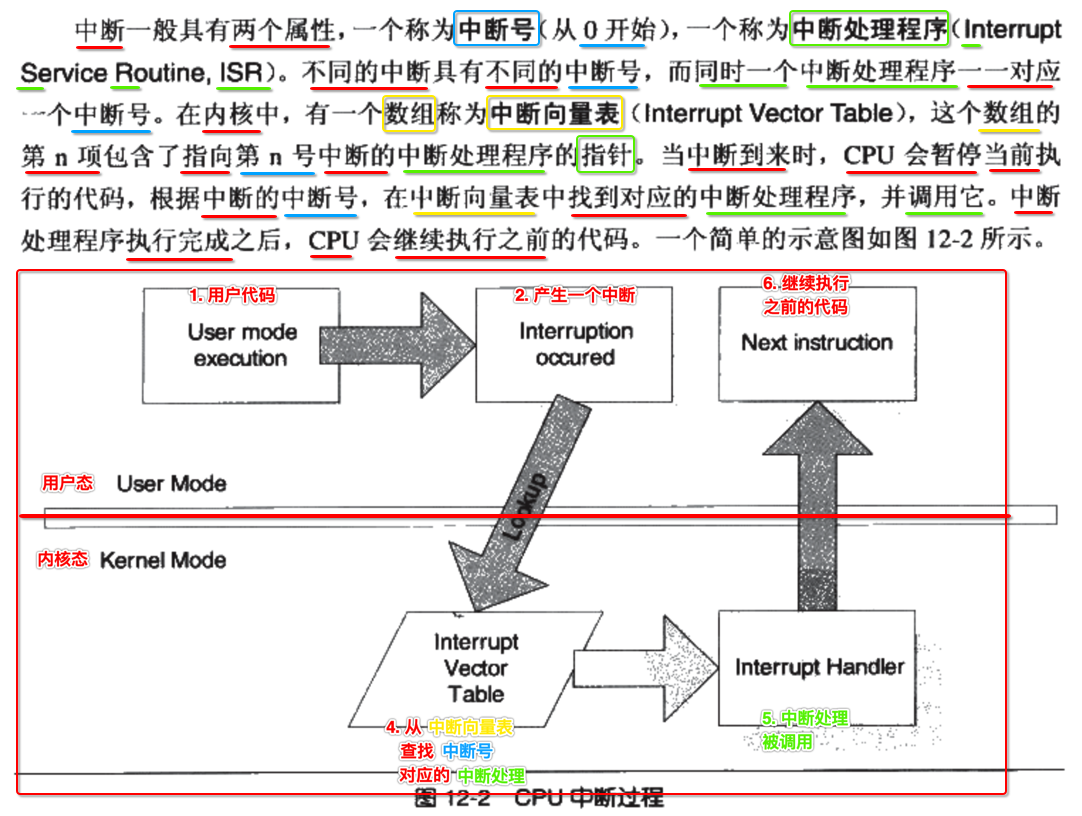 中断一般具有两个属性，一个称为中断号（从 0 开始），一个称为中断处理程序（Interrupt
Service Routine, ISR）。不同的中断具有不同的中断号，而同时一个中断处理程序一一对应
一个中断号。在内核中，有一个数组称为中断向量表（Interrupt Vector Table），这个数组的
第 n 项包含了指向第 n 号中断的中断处理程序的指针。当中断到来时，CPU 会暂停当前执
行的代码，根据中断的中断号，在中断向量表中找到对应的中断处理程序，并调用它。中断
处理程序执行完成之后，CPU 会继续执行之前的代码。一个简单的示意图如图 12-2 所示。
1. 用户代码
User mode
execution
2. 产生一个中断
Interruption
occured
6. 继续执行
之前的代码
Next instruction
Lookup
用户态 User Mode
内核态 Kernel Mode
Interrupt
Vector
Table
4. 从 中断向量表
查找 中断号
对应的 中断处理
Interrupt Handler
5. 中断处理
被调用
图 12-2 CPU 中断过程